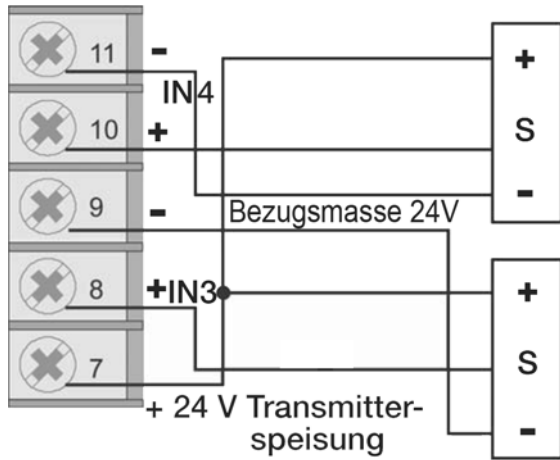 11 - +
IN4
10 + S
-
9 - Bezugsmasse 24V
8 +IN3 +
7 S
+ 24 V Transmitter-
speisung -